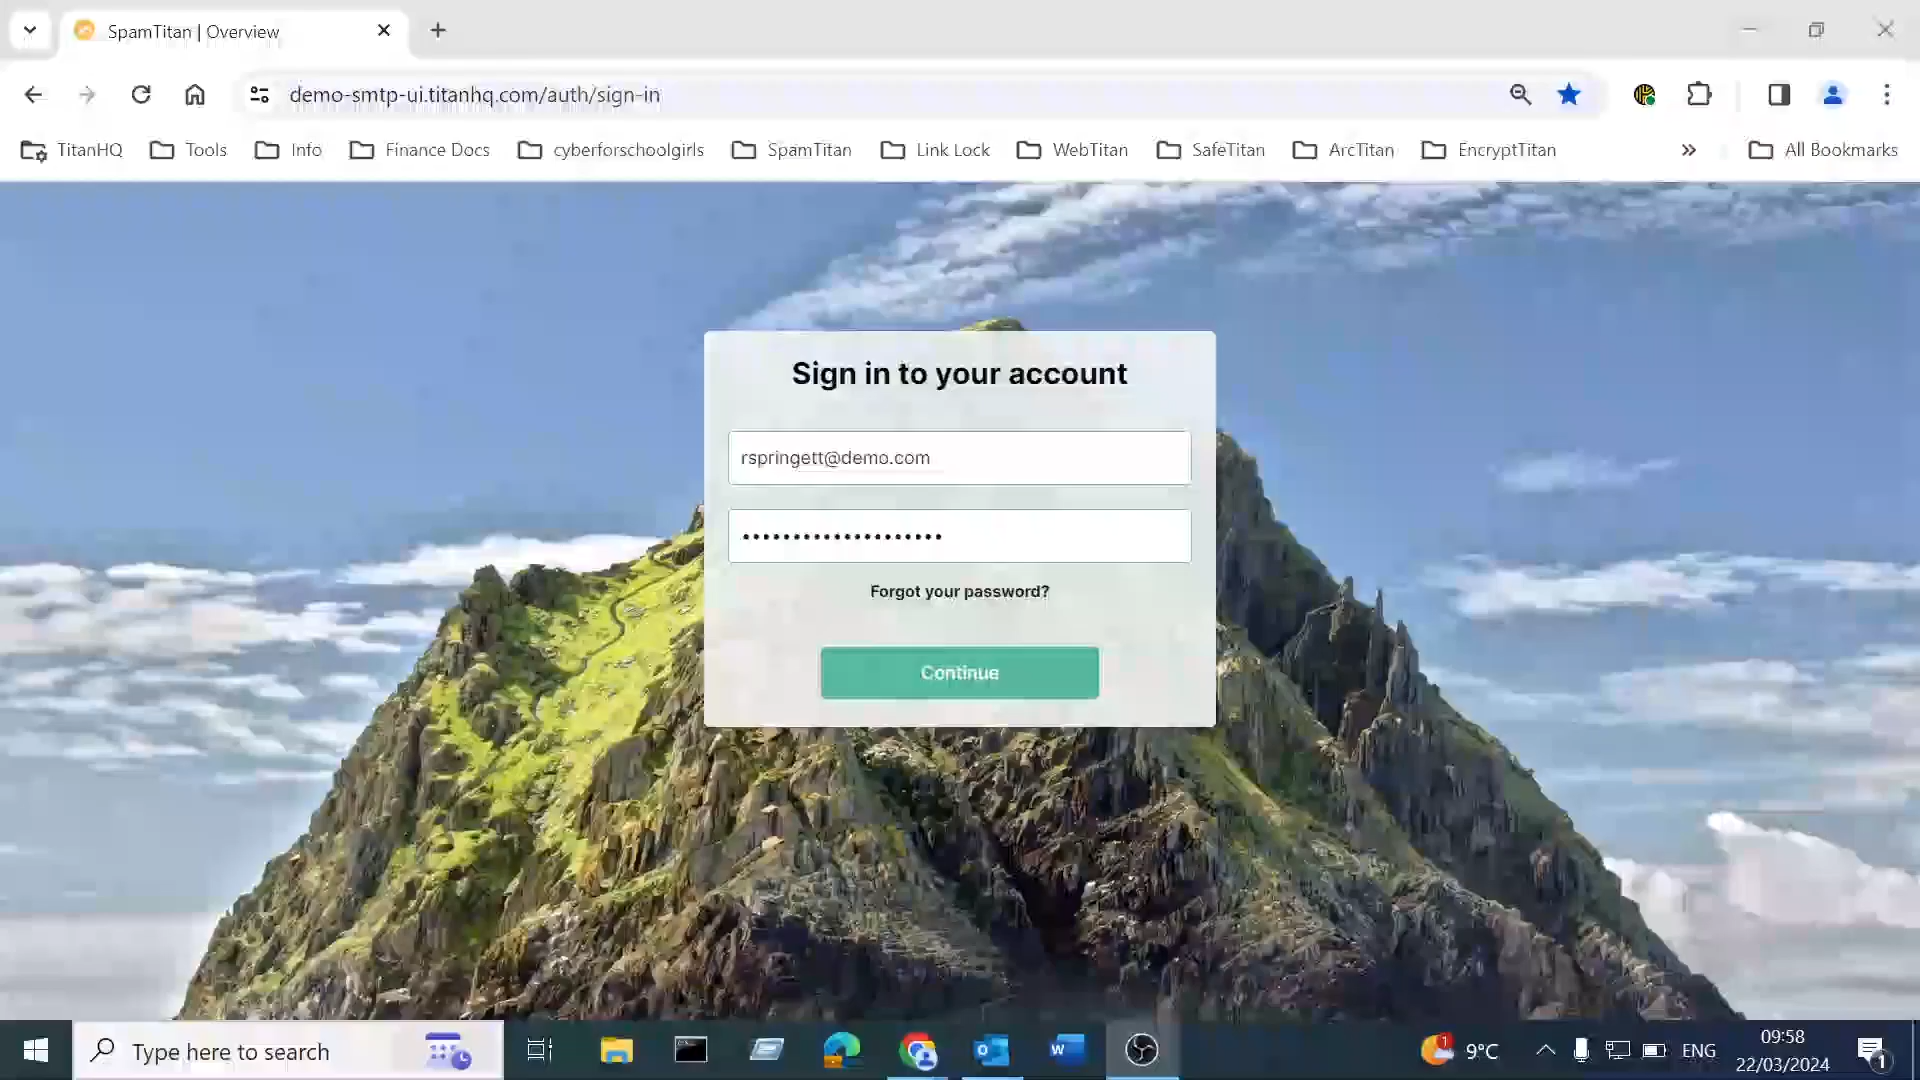 SpamTitan | Overview
demo-smtp-ui.titanhq.com/auth/sign-in
TitanHQ Tools Info Finance Docs cyberforschoolgirls SpamTitan Link Lock WebTitan SafeTitan ArcTitan EncryptTitan » All Bookmarks
Sign in to your account
rspringett@demo.com
••••••••••••••••••••
Forgot your password?
Continue
Type here to search
1
9°C
ENG
09:58
22/03/2024
1